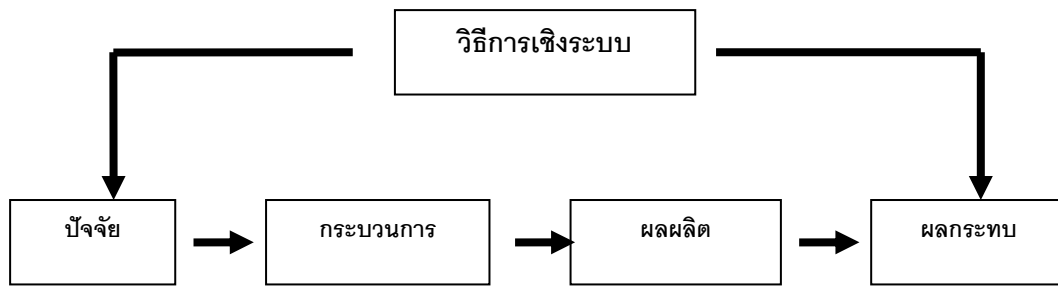 วิธีการเชิงระบบ
ปัจจัย
กระบวนการ
ผลผลิต
ผลกระทบ